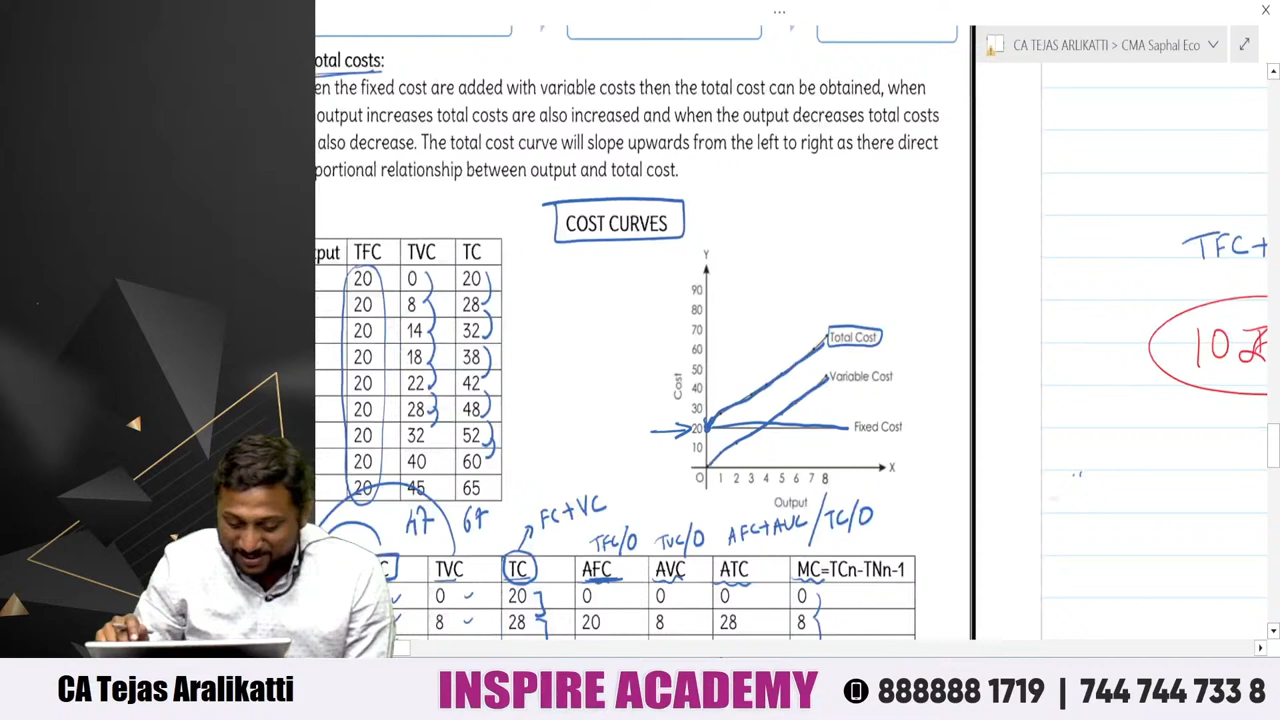 CA TEJAS ARLIKATTI > CMA Saphal Eco
otal costs:
en the fixed cost are added with variable costs then the total cost can be obtained, when
output increases total costs are also increased and when the output decreases total costs
also decrease. The total cost curve will slope upwards from the left to right as there direct
portional relationship between output and total cost.
COST CURVES
put TFC TVC TC
20 0 20
20 8 28
20 14 32
20 18 38
20 22 42
20 28 48
20 32 52
20 40 60
20 45 65
47 67
Y
90
80
70
60
50
40
30
20
10
O 1 2 3 4 5 6 7 8 X
Cost
Output
Total Cost
Variable Cost
Fixed Cost
TFC+
10
FC+VC
TFC/O TVC/O AFC+AVC / TC/O
C TVC TC AFC AVC ATC MC=TCn-TNn-1
0 20 0 0 0 0
8 28 20 8 28 8
CA Tejas Aralikatti INSPIRE ACADEMY 888888 1719 | 744 744 733 8